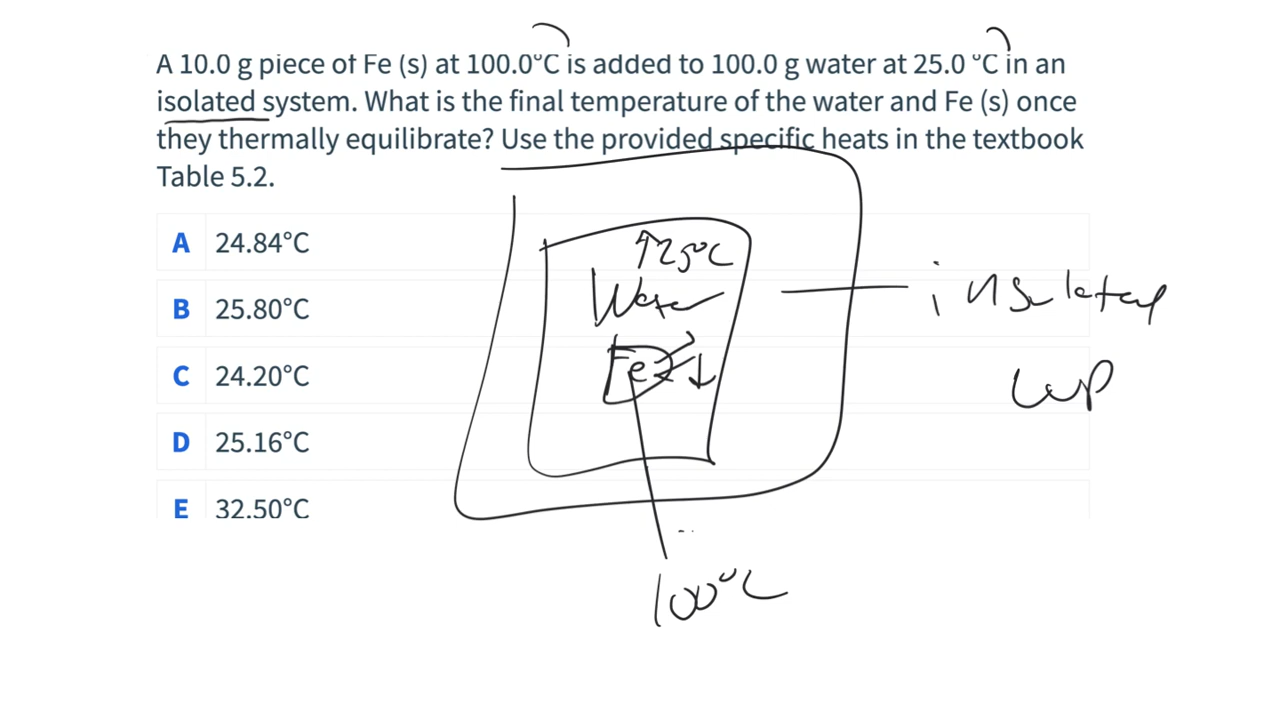 A 10.0 g piece of Fe (s) at 100.0°C is added to 100.0 g water at 25.0 °C in an
isolated system. What is the final temperature of the water and Fe (s) once
they thermally equilibrate? Use the provided specific heats in the textbook
Table 5.2.
A 24.84°C
B 25.80°C
C 24.20°C
D 25.16°C
E 32.50°C
↑25°C
Water
Fe ↓
insulated
cup
100°C